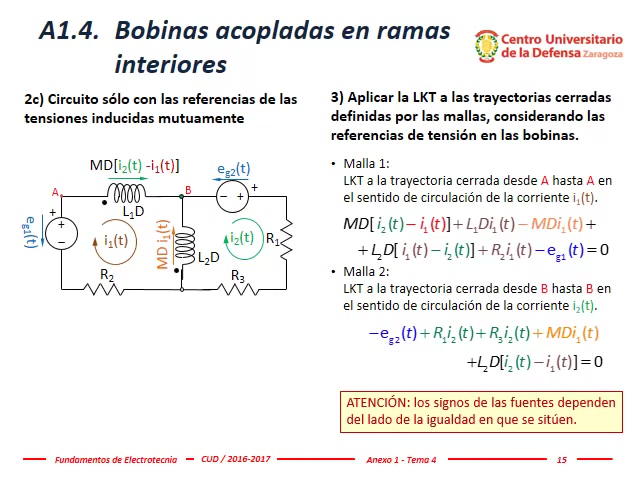 A1.4. Bobinas acopladas en ramas
interiores
Centro Universitario
de la Defensa Zaragoza
2c) Circuito sólo con las referencias de las
tensiones inducidas mutuamente
MD[i2(t) -i1(t)]
eg2(t)
A
B
+
− +
L1D
eg1(t)
−
i1(t)
MD i1(t)
i2(t)
R1
L2D
R2
R3
3) Aplicar la LKT a las trayectorias cerradas
definidas por las mallas, considerando las
referencias de tensión en las bobinas.
• Malla 1:
LKT a la trayectoria cerrada desde A hasta A en
el sentido de circulación de la corriente i1(t).
MD[i2(t) − i1(t)] + L1Di1(t) − MDi1(t) +
+ L2D[i1(t) − i2(t)] + R2i1(t) − eg1(t) = 0
• Malla 2:
LKT a la trayectoria cerrada desde B hasta B en
el sentido de circulación de la corriente i2(t).
−eg2(t) + R1i2(t) + R3i2(t) + MDi1(t)
+L2D[i2(t) − i1(t)] = 0
ATENCIÓN: los signos de las fuentes dependen
del lado de la igualdad en que se sitúen.
Fundamentos de Electrotecnia CUD / 2016-2017 Anexo 1 - Tema 4 15